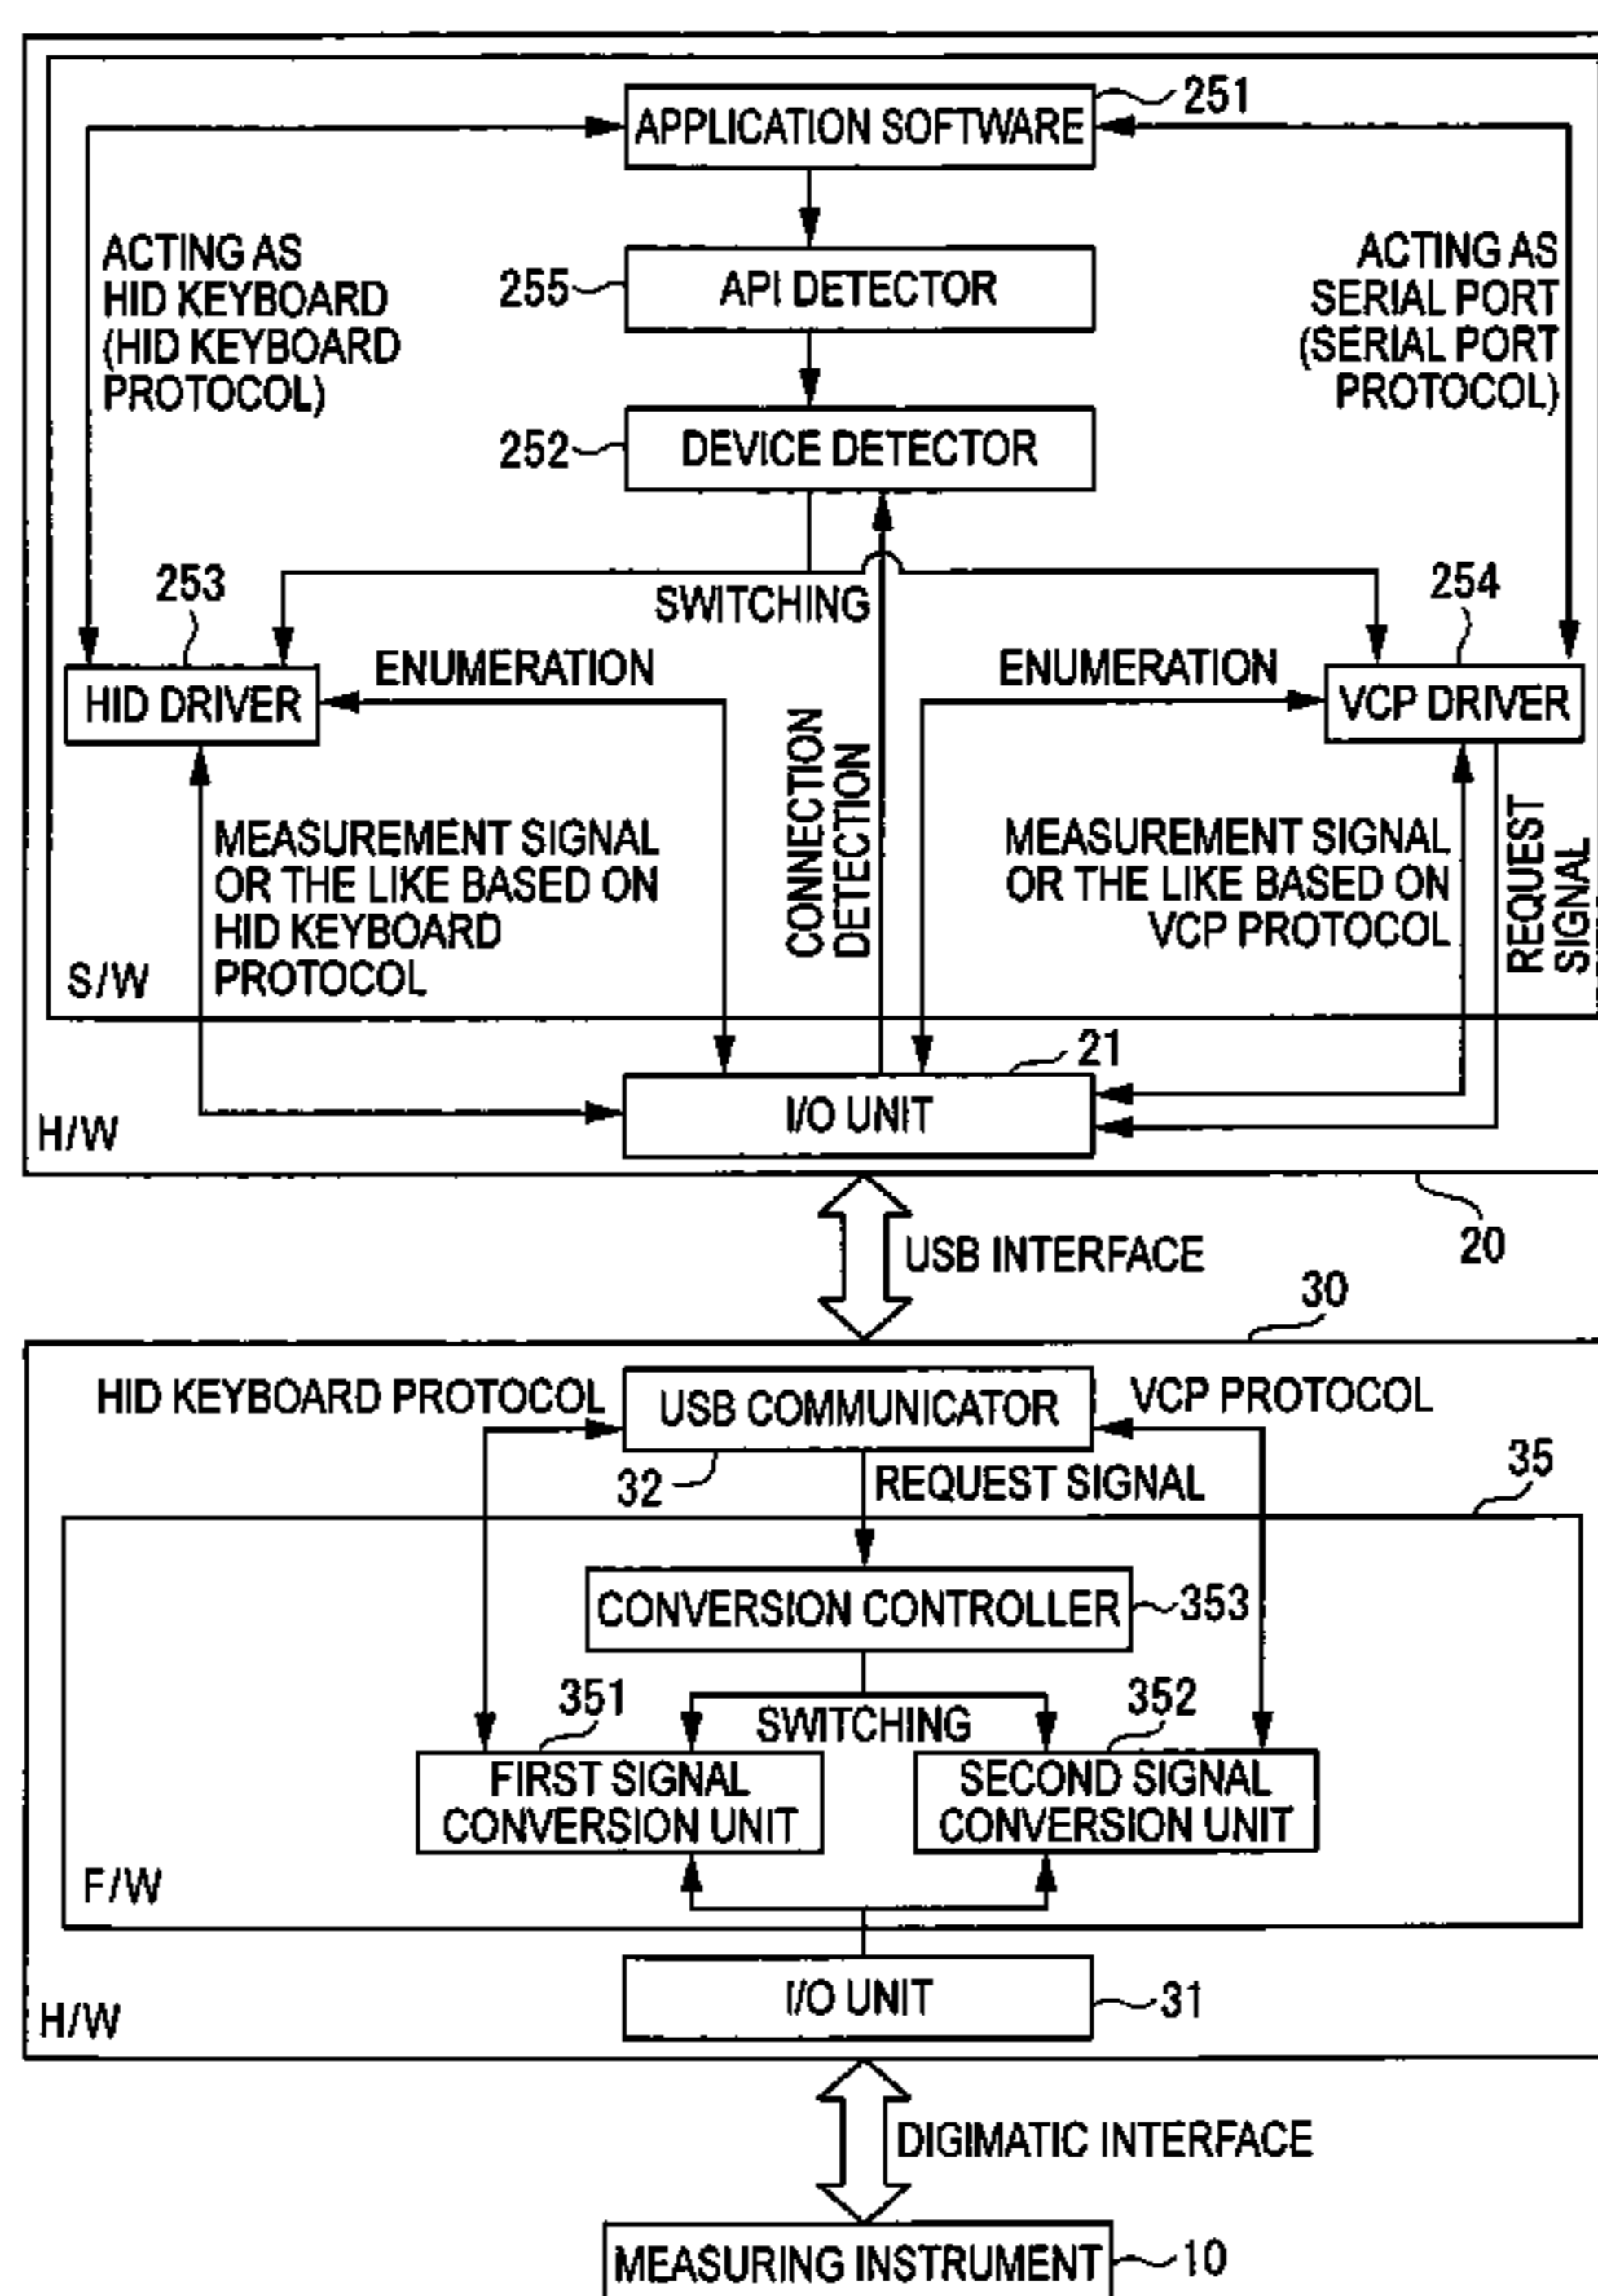 251
APPLICATION SOFTWARE
ACTING AS
HID KEYBOARD
(HID KEYBOARD
PROTOCOL)
255
API DETECTOR
ACTING AS
SERIAL PORT
(SERIAL PORT
PROTOCOL)
252
DEVICE DETECTOR
253
SWITCHING
254
HID DRIVER
ENUMERATION
ENUMERATION
VCP DRIVER
CONNECTION
DETECTION
MEASUREMENT SIGNAL
OR THE LIKE BASED ON
HID KEYBOARD
PROTOCOL
MEASUREMENT SIGNAL
OR THE LIKE BASED ON
VCP PROTOCOL
REQUEST
SIGNAL
S/W
21
I/O UNIT
H/W
20
USB INTERFACE
30
HID KEYBOARD PROTOCOL
USB COMMUNICATOR
VCP PROTOCOL
32
REQUEST SIGNAL
35
CONVERSION CONTROLLER
353
351
SWITCHING
352
FIRST SIGNAL
CONVERSION UNIT
SECOND SIGNAL
CONVERSION UNIT
F/W
I/O UNIT
31
H/W
DIGIMATIC INTERFACE
MEASURING INSTRUMENT
10